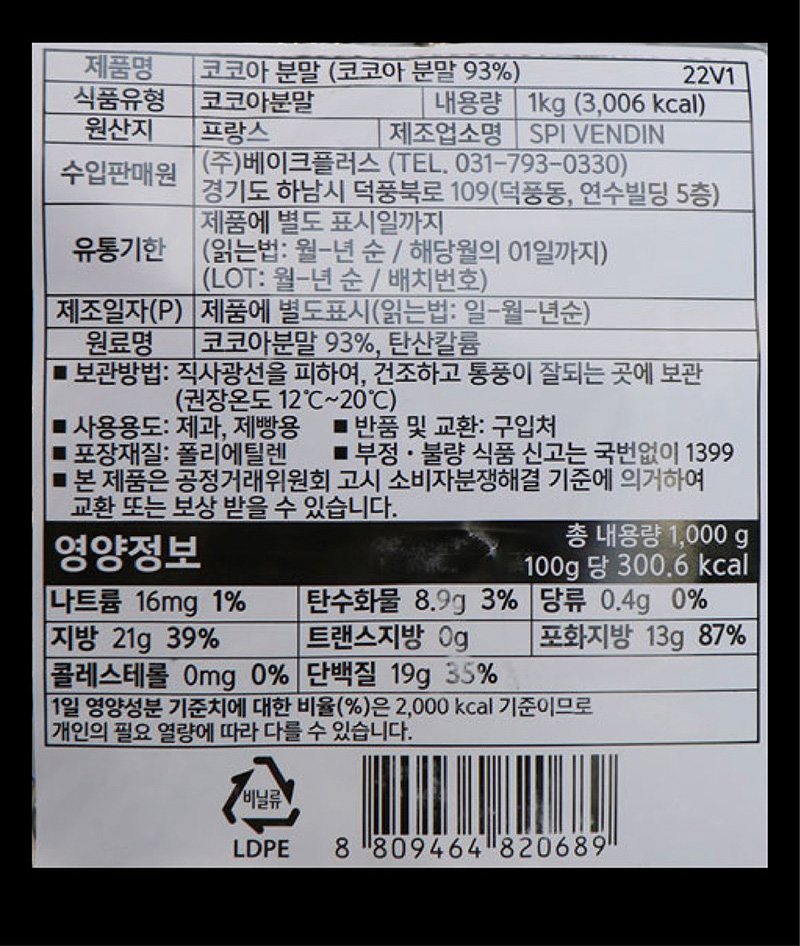 제품명 코코아 분말 (코코아 분말 93%) 22V1
식품유형 코코아분말 내용량 1kg (3,006 kcal)
원산지 프랑스 제조업소명 SPI VENDIN
수입판매원 (주)베이크플러스 (TEL. 031-793-0330)
경기도 하남시 덕풍북로 109(덕풍동, 연수빌딩 5층)
유통기한 제품에 별도 표시일까지
(읽는법: 월-년 순 / 해당월의 01일까지)
(LOT: 월-년 순 / 배치번호)
제조일자(P) 제품에 별도표시(읽는법: 일-월-년순)
원료명 코코아분말 93%, 탄산칼륨
■ 보관방법: 직사광선을 피하여, 건조하고 통풍이 잘되는 곳에 보관
(권장온도 12℃~20℃)
■ 사용용도: 제과, 제빵용 ■ 반품 및 교환: 구입처
■ 포장재질: 폴리에틸렌 ■ 부정·불량 식품 신고는 국번없이 1399
■ 본 제품은 공정거래위원회 고시 소비자분쟁해결 기준에 의거하여
교환 또는 보상 받을 수 있습니다.
영양정보 총 내용량 1,000 g
100g 당 300.6 kcal
나트륨 16mg 1% 탄수화물 8.9g 3% 당류 0.4g 0%
지방 21g 39% 트랜스지방 0g 포화지방 13g 87%
콜레스테롤 0mg 0% 단백질 19g 35%
1일 영양성분 기준치에 대한 비율(%)은 2,000 kcal 기준이므로
개인의 필요 열량에 따라 다를 수 있습니다.
비닐류
LDPE
8 809464 820689